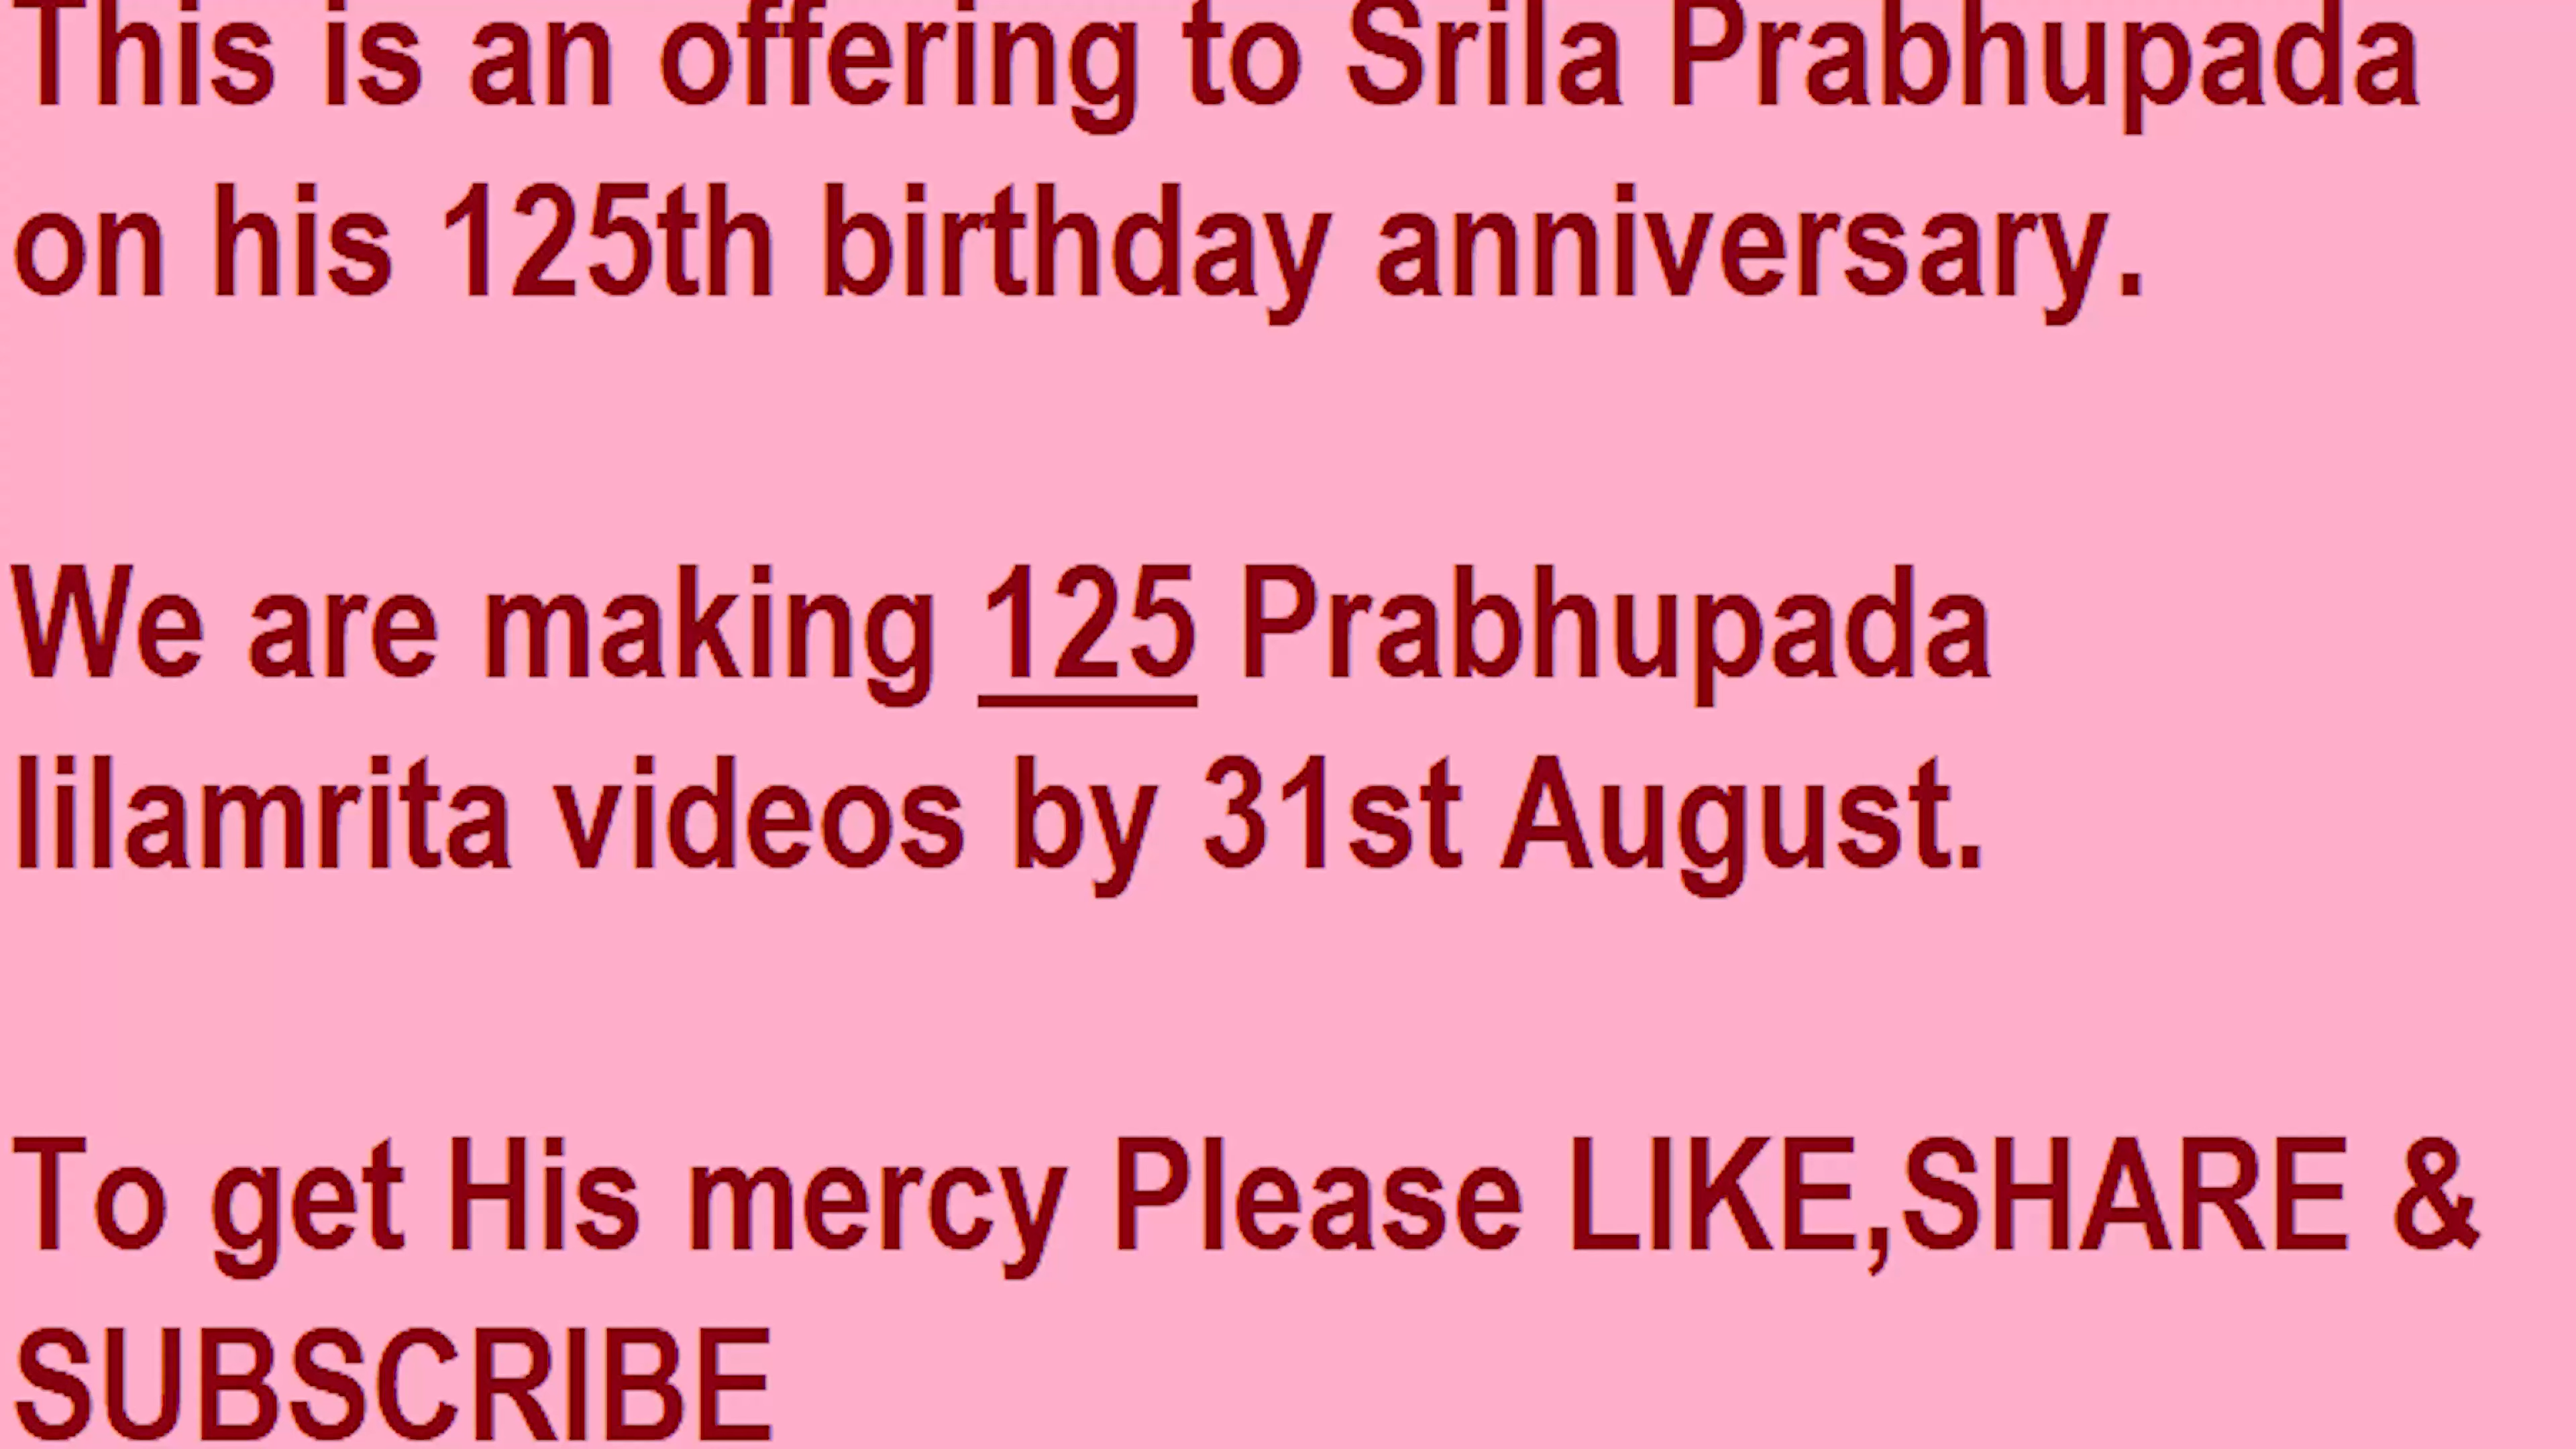 This is an offering to Srila Prabhupada
on his 125th birthday anniversary.
We are making 125 Prabhupada
lilamrita videos by 31st August.
To get His mercy Please LIKE,SHARE &
SUBSCRIBE